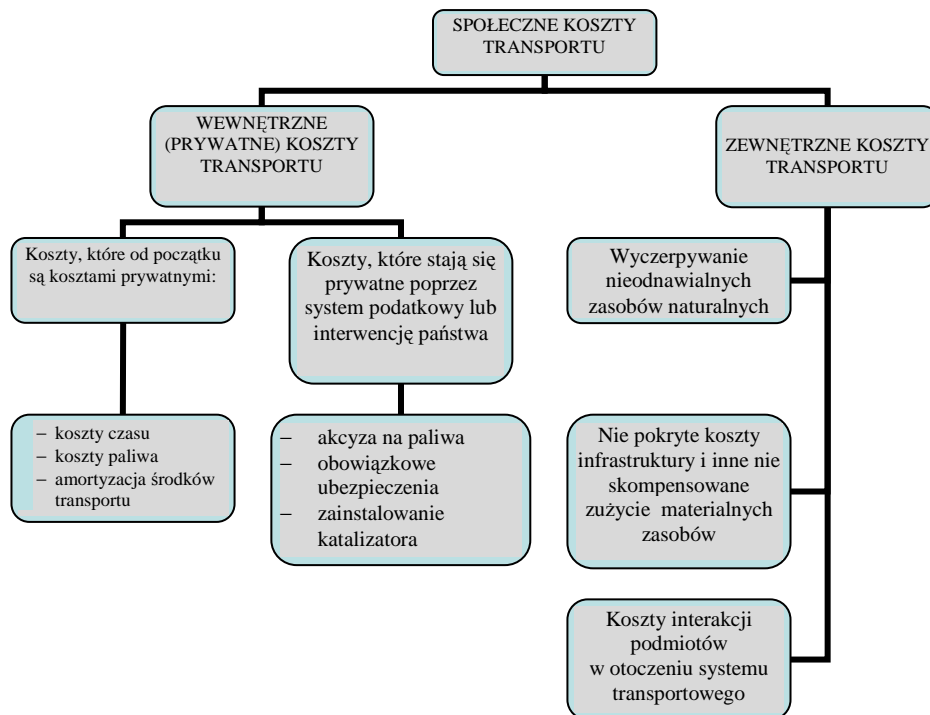 SPOŁECZNE KOSZTY
TRANSPORTU
WEWNĘTRZNE
(PRYWATNE) KOSZTY
TRANSPORTU
ZEWNĘTRZNE KOSZTY
TRANSPORTU
Koszty, które od początku
są kosztami prywatnymi:
Koszty, które stają się
prywatne poprzez
system podatkowy lub
interwencję państwa
Wyczerpywanie
nieodnawialnych
zasobów naturalnych
– koszty czasu
– koszty paliwa
– amortyzacja środków
transportu
– akcyza na paliwa
– obowiązkowe
ubezpieczenia
– zainstalowanie
katalizatora
Nie pokryte koszty
infrastruktury i inne nie
skompensowane
zużycie materialnych
zasobów
Koszty interakcji
podmiotów
w otoczeniu systemu
transportowego